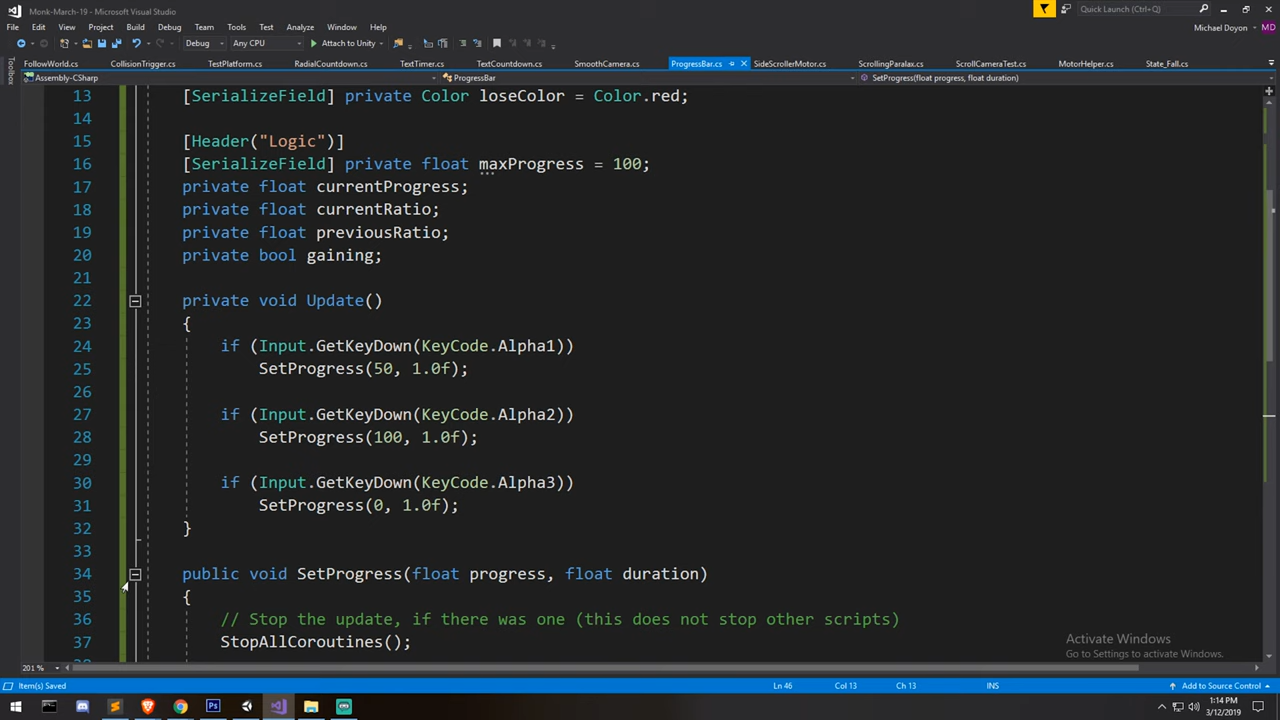 Monk-March-19 - Microsoft Visual Studio
Quick Launch (Ctrl+Q)
File Edit View Project Build Debug Team Tools Test Analyze Window Help
Michael Doyon MD
Debug Any CPU Attach to Unity
Toolbox
FollowWorld.cs CollisionTrigger.cs TestPlatform.cs RadialCountdown.cs TextTimer.cs TextCountdown.cs SmoothCamera.cs ProgressBar.cs SideScrollerMotor.cs ScrollingParalax.cs ScrollCameraTest.cs MotorHelper.cs State_Fall.cs
Assembly-CSharp ProgressBar SetProgress(float progress, float duration)
13 [SerializeField] private Color loseColor = Color.red;
14
15 [Header("Logic")]
16 [SerializeField] private float maxProgress = 100;
17 private float currentProgress;
18 private float currentRatio;
19 private float previousRatio;
20 private bool gaining;
21
22 private void Update()
23 {
24 if (Input.GetKeyDown(KeyCode.Alpha1))
25 SetProgress(50, 1.0f);
26
27 if (Input.GetKeyDown(KeyCode.Alpha2))
28 SetProgress(100, 1.0f);
29
30 if (Input.GetKeyDown(KeyCode.Alpha3))
31 SetProgress(0, 1.0f);
32 }
33
34 public void SetProgress(float progress, float duration)
35 {
36 // Stop the update, if there was one (this does not stop other scripts)
37 StopAllCoroutines();
Activate Windows
Go to Settings to activate Windows.
201 %
Item(s) Saved Ln 46 Col 13 Ch 13 INS Add to Source Control
1:14 PM
3/12/2019